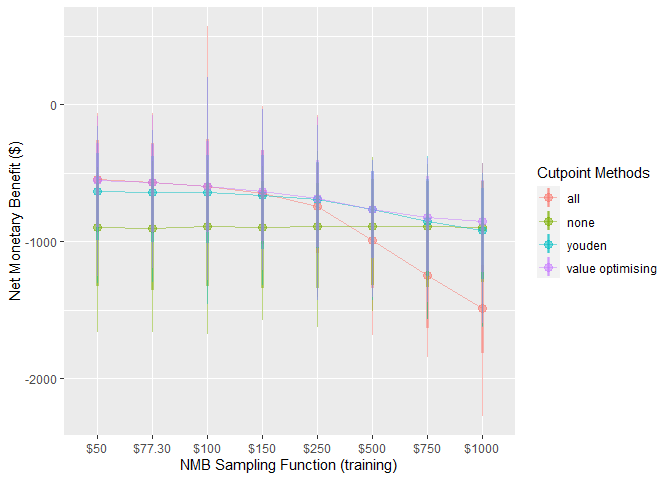 0
-1000
-2000
Net Monetary Benefit ($)
$50 $77.30 $100 $150 $250 $500 $750 $1000
NMB Sampling Function (training)
Cutpoint Methods
all
none
youden
value optimising